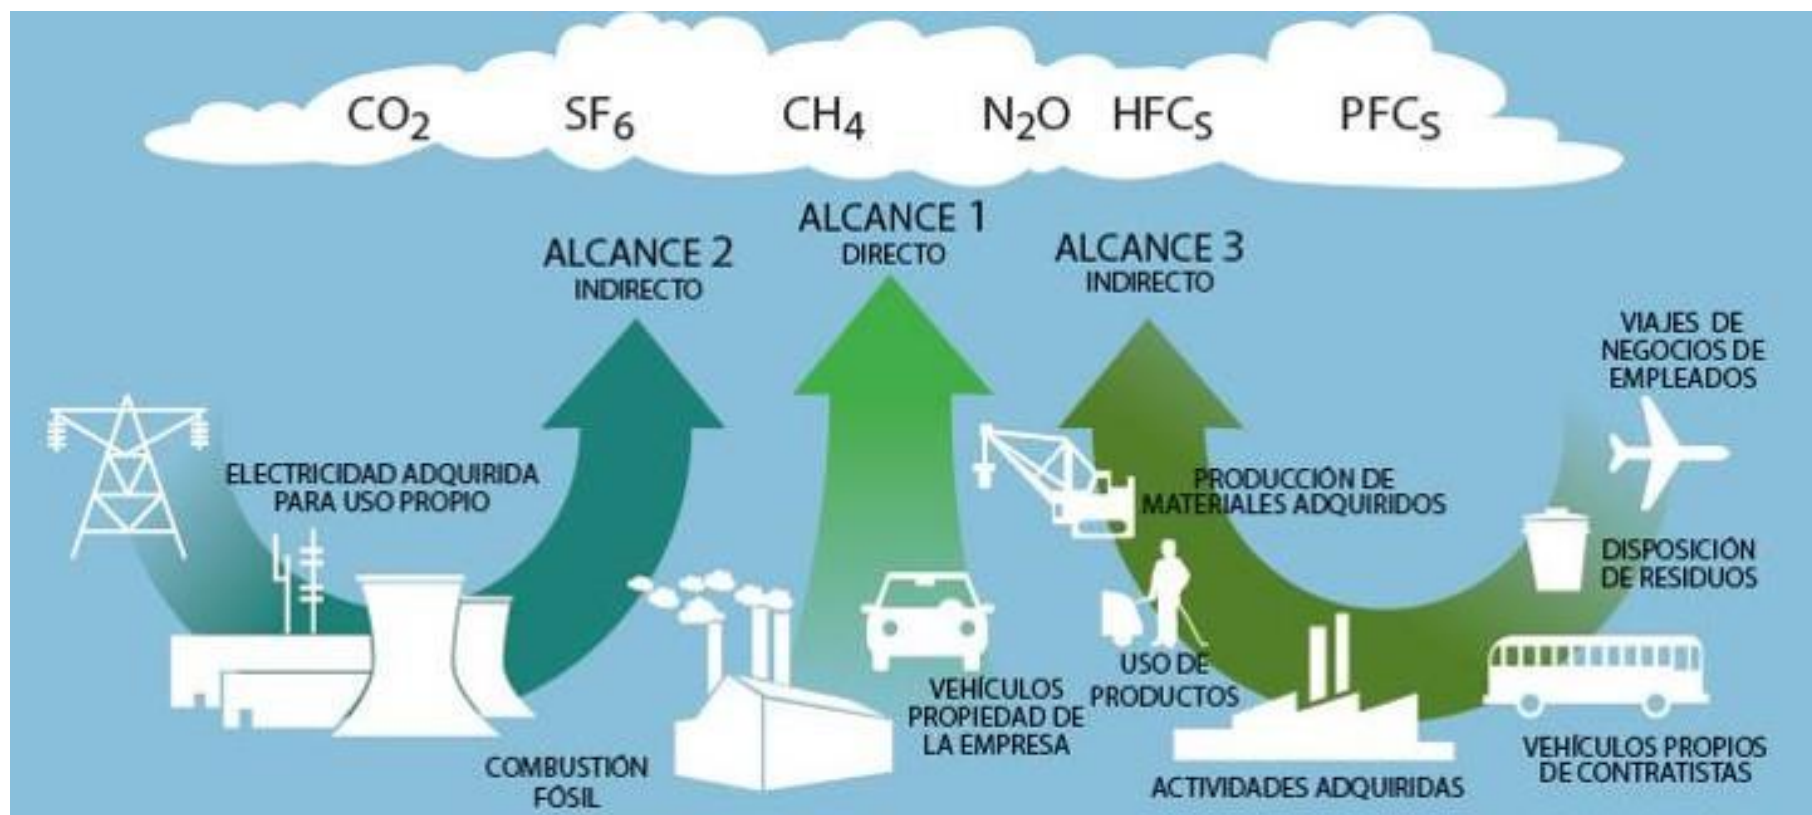 CO₂ SF₆ CH₄ N₂O HFCs PFCs
ALCANCE 2
INDIRECTO
ALCANCE 1
DIRECTO
ALCANCE 3
INDIRECTO
VIAJES DE
NEGOCIOS DE
EMPLEADOS
ELECTRICIDAD ADQUIRIDA
PARA USO PROPIO
PRODUCCIÓN DE
MATERIALES ADQUIRIDOS
DISPOSICIÓN
DE RESIDUOS
USO DE
PRODUCTOS
VEHÍCULOS
PROPIEDAD DE
LA EMPRESA
COMBUSTIÓN
FÓSIL
ACTIVIDADES ADQUIRIDAS
VEHÍCULOS PROPIOS
DE CONTRATISTAS